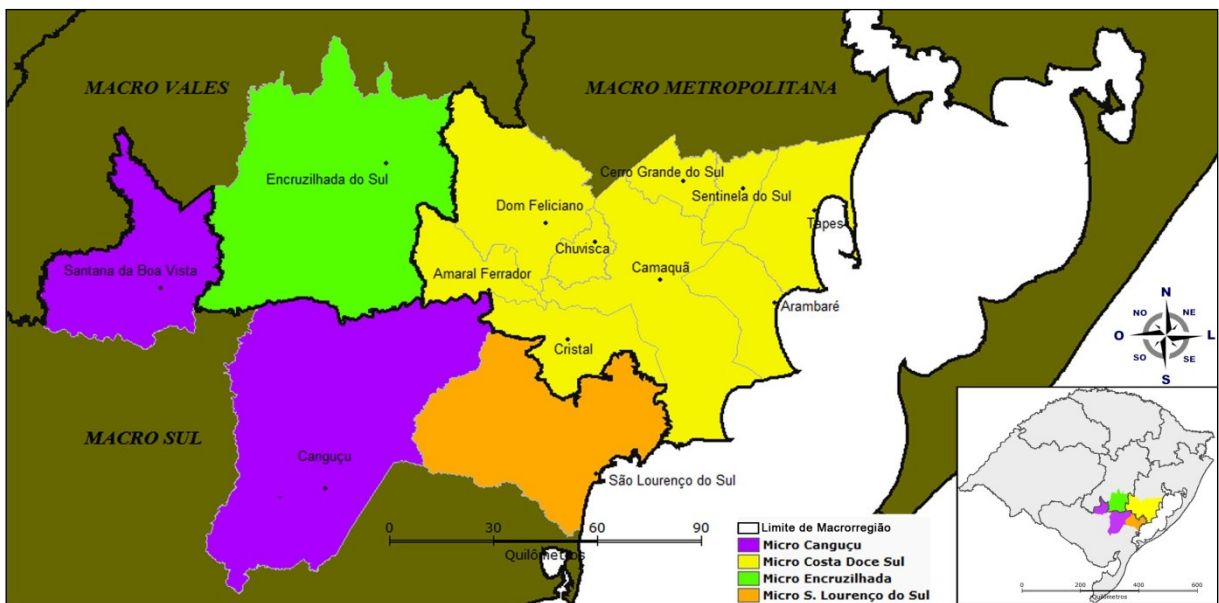 MACRO VALES
MACRO METROPOLITANA
Encruzilhada do Sul
Cerro Grande do Sul
Sentinela do Sul
Dom Feliciano
Tapes
Chuvisca
Santana da Boa Vista
Amaral Ferrador
Camaquã
Arambaré
Cristal
MACRO SUL
Canguçu
São Lourenço do Sul
N
NO
NE
O
L
SO
SE
S
0 30 60 90
Quilômetros
Limite de Macrorregião
Micro Canguçu
Micro Costa Doce Sul
Micro Encruzilhada
Micro S. Lourenço do Sul
0 200 400 600
Quilômetros